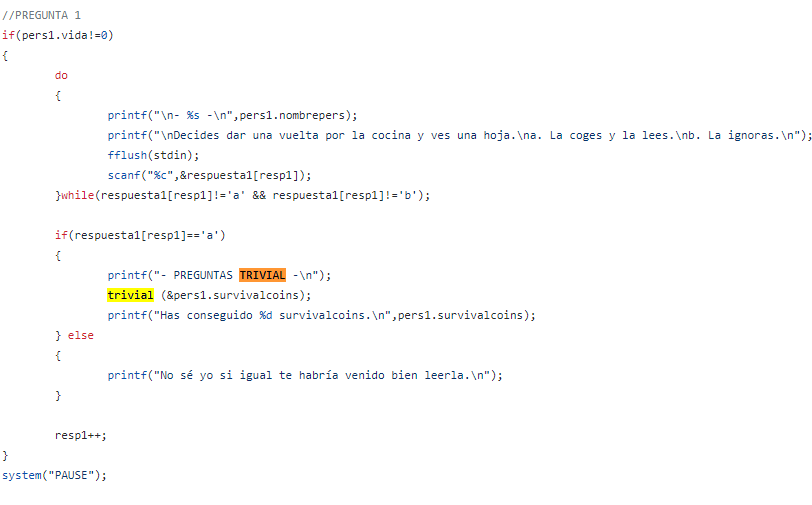 //PREGUNTA 1
if(pers1.vida!=0)
{
do
{
printf("\n- %s -\n",pers1.nombrepers);
printf("\nDecides dar una vuelta por la cocina y ves una hoja.\na. La coges y la lees.\nb. La ignoras.\n");
fflush(stdin);
scanf("%c",&respuesta1[resp1]);
}while(respuesta1[resp1]!='a' && respuesta1[resp1]!='b');
if(respuesta1[resp1]=='a')
{
printf("- PREGUNTAS TRIVIAL -\n");
trivial (&pers1.survivalcoins);
printf("Has conseguido %d survivalcoins.\n",pers1.survivalcoins);
} else
{
printf("No sé yo si igual te habría venido bien leerla.\n");
}
resp1++;
}
system("PAUSE");